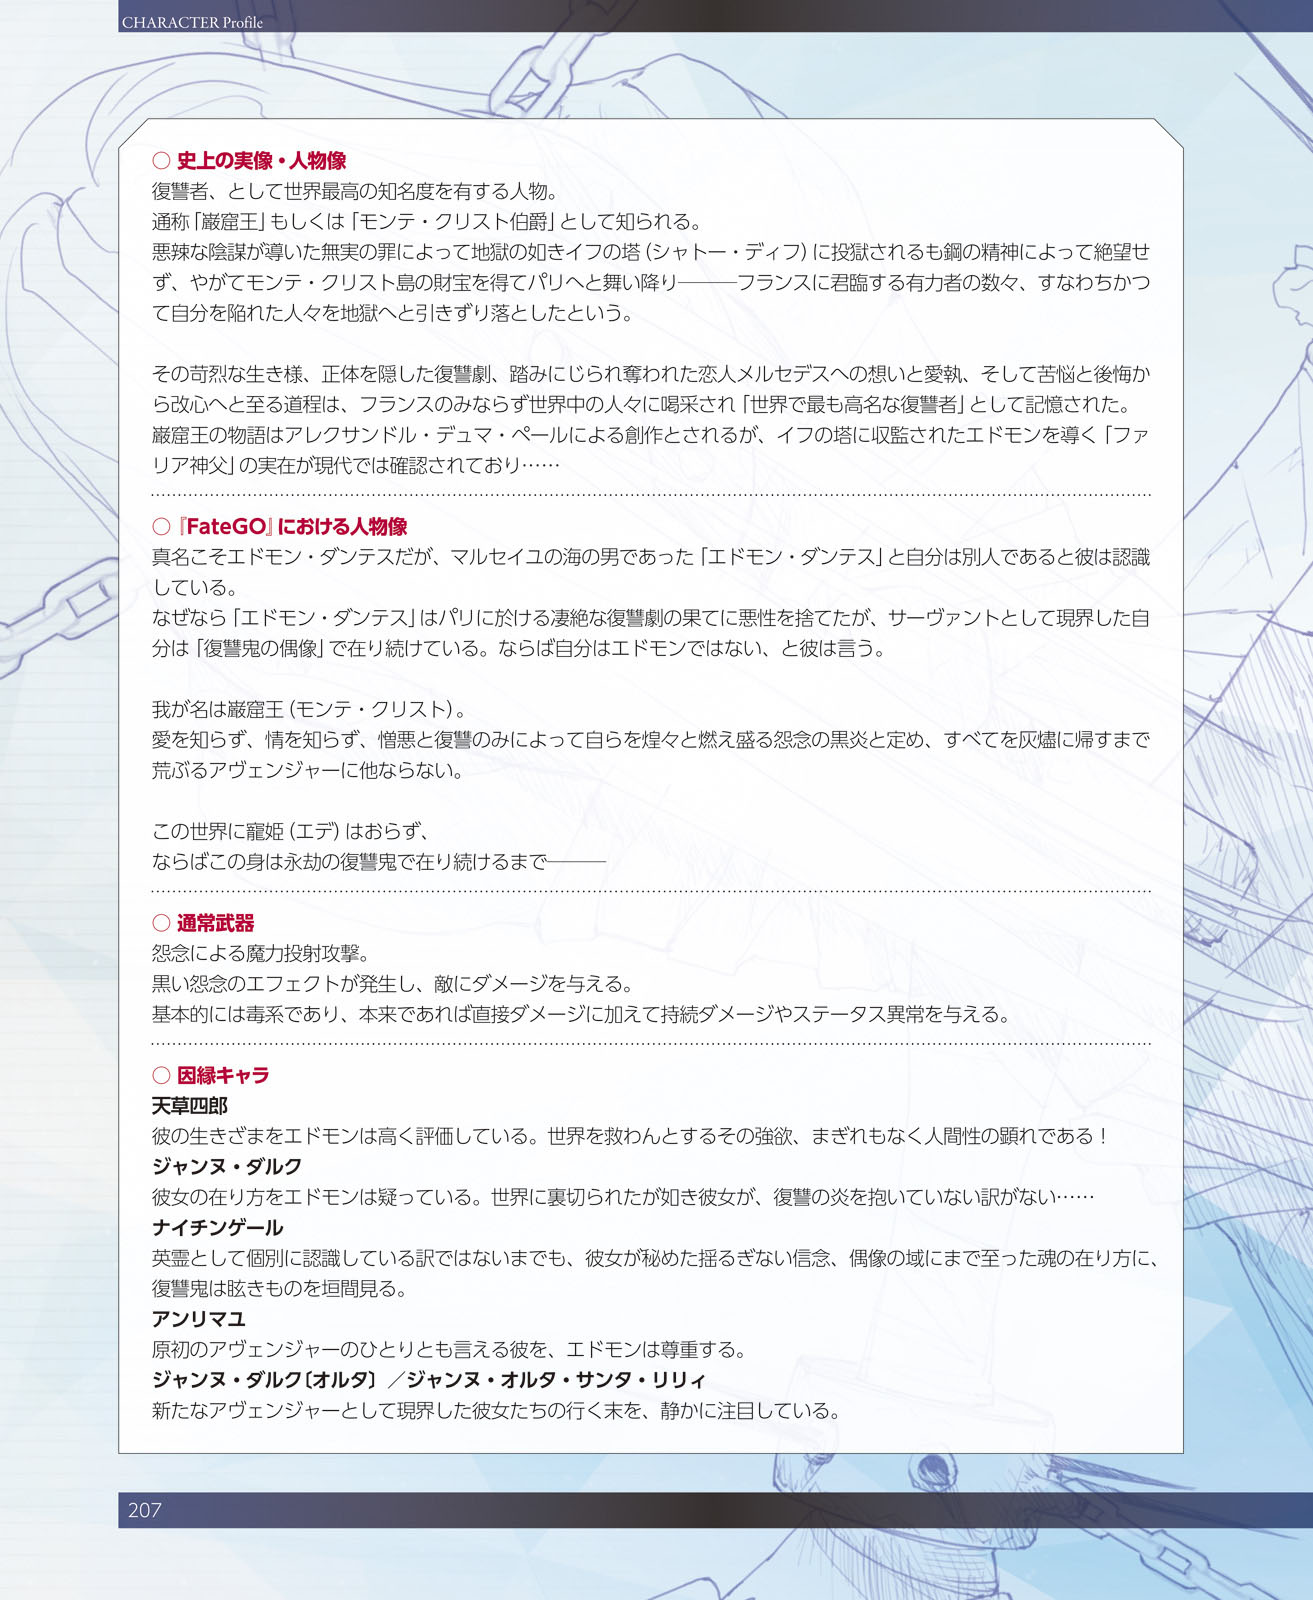 CHARACTER Profile
○ 史上の実像・人物像
復讐者、として世界最高の知名度を有する人物。
通称「巌窟王」もしくは「モンテ・クリスト伯爵」として知られる。
悪辣な陰謀が導いた無実の罪によって地獄の如きイフの塔（シャトー・ディフ）に投獄されるも鋼の精神によって絶望せ
ず、やがてモンテ・クリスト島の財宝を得てパリへと舞い降り―――フランスに君臨する有力者の数々、すなわちかつ
て自分を陥れた人々を地獄へと引きずり落としたという。
その苛烈な生き様、正体を隠した復讐劇、踏みにじられ奪われた恋人メルセデスへの想いと愛執、そして苦悩と後悔か
ら改心へと至る道程は、フランスのみならず世界中の人々に喝采され「世界で最も高名な復讐者」として記憶された。
巌窟王の物語はアレクサンドル・デュマ・ペールによる創作とされるが、イフの塔に収監されたエドモンを導く「ファ
リア神父」の実在が現代では確認されており……
○ 『FateGO』における人物像
真名こそエドモン・ダンテスだが、マルセイユの海の男であった「エドモン・ダンテス」と自分は別人であると彼は認識
している。
なぜなら「エドモン・ダンテス」はパリに於ける凄絶な復讐劇の果てに悪性を捨てたが、サーヴァントとして現界した自
分は「復讐鬼の偶像」で在り続けている。ならば自分はエドモンではない、と彼は言う。
我が名は巌窟王（モンテ・クリスト）。
愛を知らず、情を知らず、憎悪と復讐のみによって自らを煌々と燃え盛る怨念の黒炎と定め、すべてを灰燼に帰すまで
荒ぶるアヴェンジャーに他ならない。
この世界に寵姫（エデ）はおらず、
ならばこの身は永劫の復讐鬼で在り続けるまで―――
○ 通常武器
怨念による魔力投射攻撃。
黒い怨念のエフェクトが発生し、敵にダメージを与える。
基本的には毒系であり、本来であれば直接ダメージに加えて持続ダメージやステータス異常を与える。
○ 因縁キャラ
天草四郎
彼の生きざまをエドモンは高く評価している。世界を救わんとするその強欲、まぎれもなく人間性の顕れである！
ジャンヌ・ダルク
彼女の在り方をエドモンは疑っている。世界に裏切られたが如き彼女が、復讐の炎を抱いていない訳がない……
ナイチンゲール
英霊として個別に認識している訳ではないまでも、彼女が秘めた揺るぎない信念、偶像の域にまで至った魂の在り方に、
復讐鬼は眩きものを垣間見る。
アンリマユ
原初のアヴェンジャーのひとりとも言える彼を、エドモンは尊重する。
ジャンヌ・ダルク〔オルタ〕／ジャンヌ・オルタ・サンタ・リリィ
新たなアヴェンジャーとして現界した彼女たちの行く末を、静かに注目している。
207